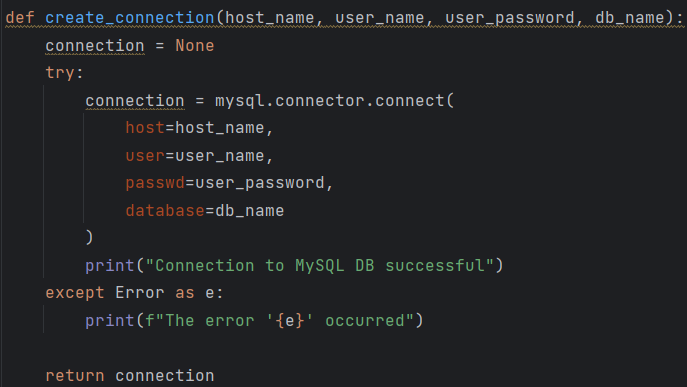 def create_connection(host_name, user_name, user_password, db_name):
    connection = None
    try:
        connection = mysql.connector.connect(
            host=host_name,
            user=user_name,
            passwd=user_password,
            database=db_name
        )
        print("Connection to MySQL DB successful")
    except Error as e:
        print(f"The error '{e}' occurred")

    return connection